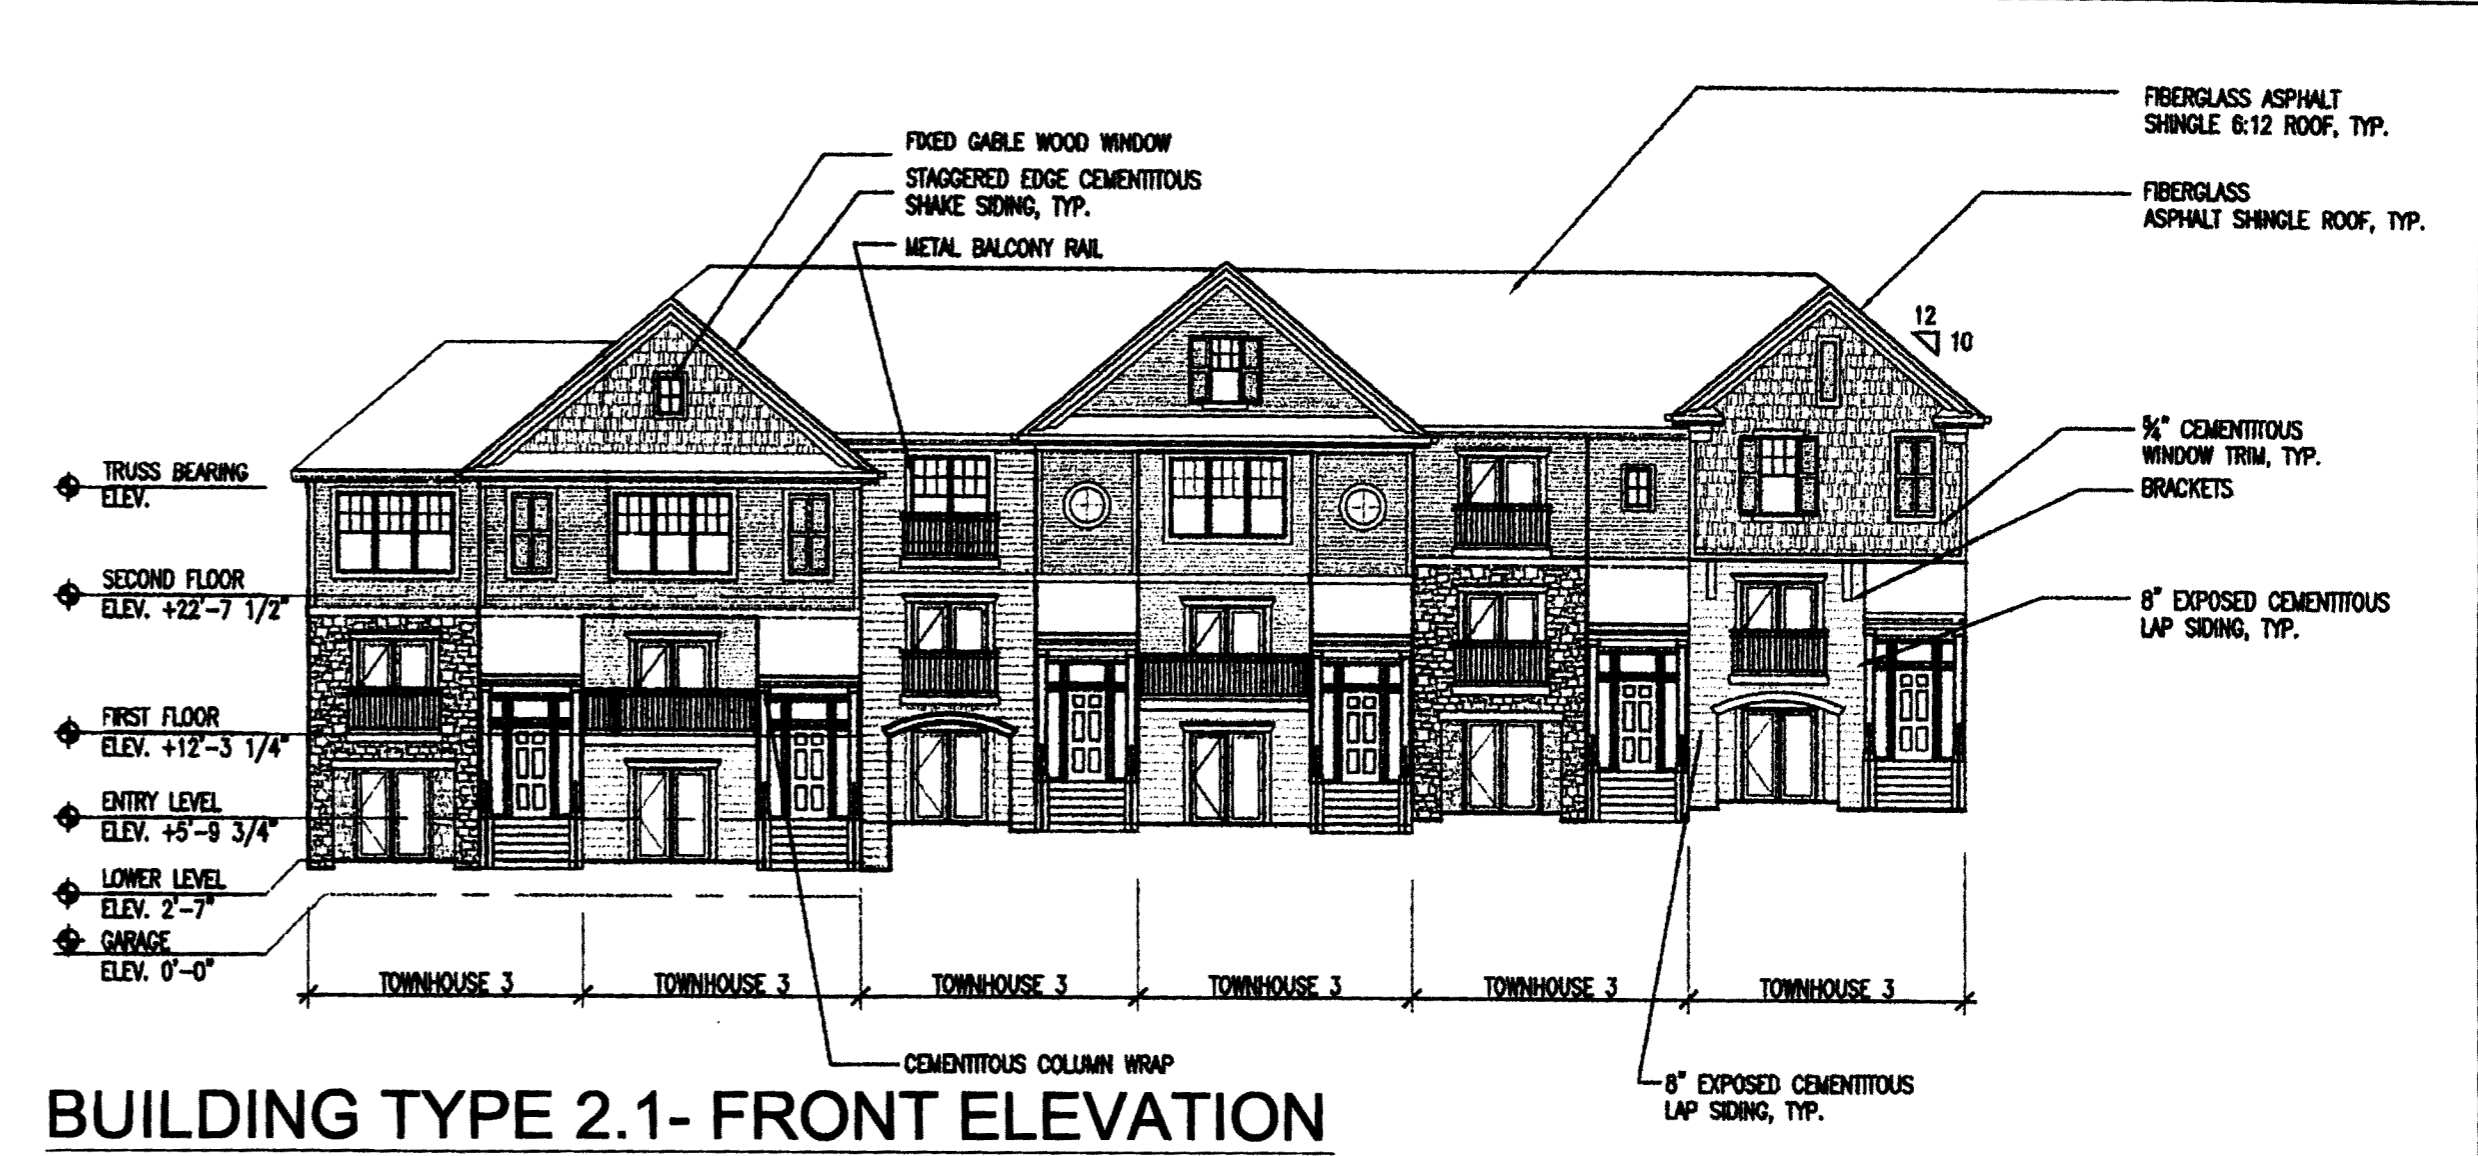 FIBERGLASS ASPHALT
SHINGLE 6:12 ROOF, TYP.
FIXED GABLE WOOD WINDOW
STAGGERED EDGE CEMENTITOUS
SHAKE SIDING, TYP.
METAL BALCONY RAIL
FIBERGLASS
ASPHALT SHINGLE ROOF, TYP.
12
10
5/4" CEMENTITOUS
WINDOW TRIM, TYP.
BRACKETS
8" EXPOSED CEMENTITOUS
LAP SIDING, TYP.
TRUSS BEARING
ELEV.
SECOND FLOOR
ELEV. +22'-7 1/2"
FIRST FLOOR
ELEV. +12'-3 1/4"
ENTRY LEVEL
ELEV. +5'-9 3/4"
LOWER LEVEL
ELEV. 2'-7"
GARAGE
ELEV. 0'-0"
TOWNHOUSE 3
TOWNHOUSE 3
TOWNHOUSE 3
TOWNHOUSE 3
TOWNHOUSE 3
TOWNHOUSE 3
CEMENTITOUS COLUMN WRAP
8" EXPOSED CEMENTITOUS
LAP SIDING, TYP.
BUILDING TYPE 2.1- FRONT ELEVATION